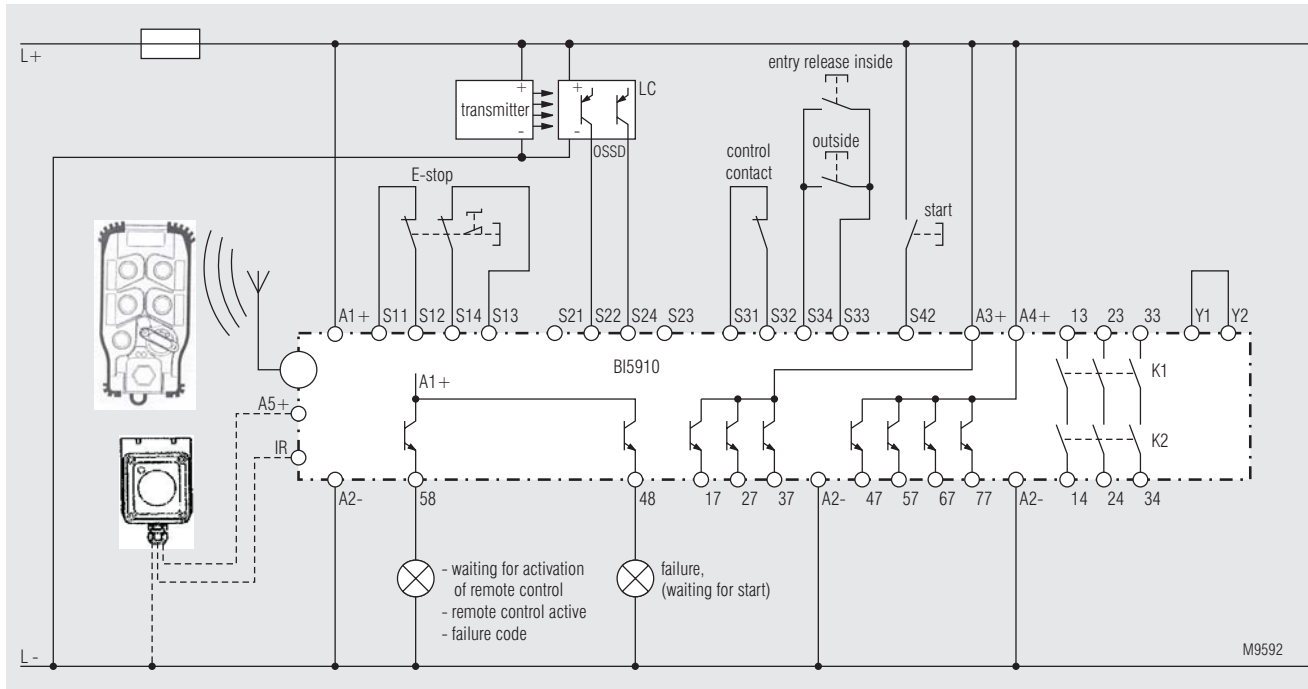 L+
entry release inside
+
+
LC
transmitter
-
-
OSSD
outside
E-stop
control
contact
start
A1+ S11 S12 S14 S13 S21 S22 S24 S23 S31 S32 S34 S33 S42 A3+ A4+ 13 23 33 Y1 Y2
BI5910
A1+
K1
A5+
K2
IR
A2- 58 48 17 27 37 A2- 47 57 67 77 A2- 14 24 34
- waiting for activation
of remote control
- remote control active
- failure code
failure,
(waiting for start)
L -
M9592